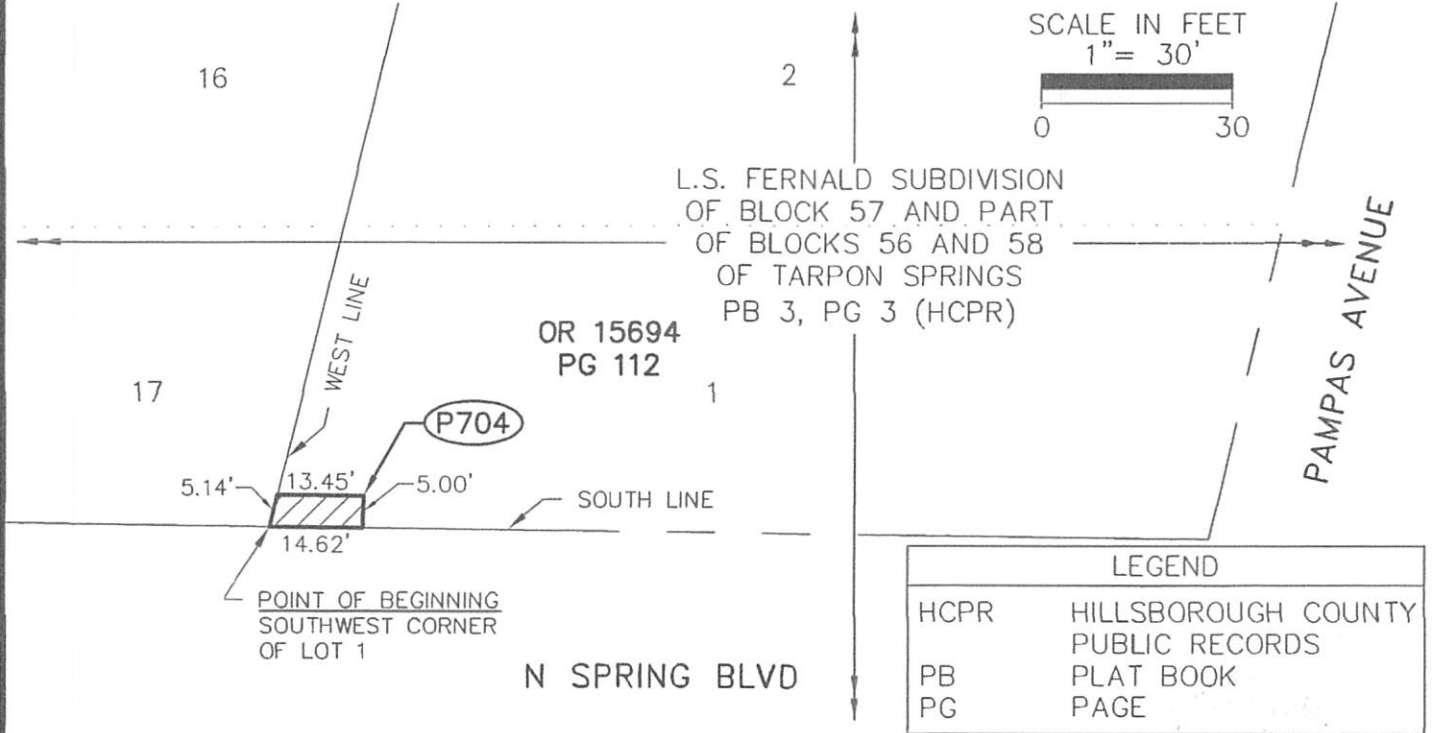 SCALE IN FEET
1"= 30'
0 30
16
2
L.S. FERNALD SUBDIVISION
OF BLOCK 57 AND PART
OF BLOCKS 56 AND 58
OF TARPON SPRINGS
PB 3, PG 3 (HCPR)
PAMPAS AVENUE
WEST LINE
OR 15694
PG 112
17
1
P704
5.14'
13.45'
5.00'
SOUTH LINE
14.62'
POINT OF BEGINNING
SOUTHWEST CORNER
OF LOT 1
N SPRING BLVD
LEGEND
HCPR HILLSBOROUGH COUNTY
PUBLIC RECORDS
PB PLAT BOOK
PG PAGE